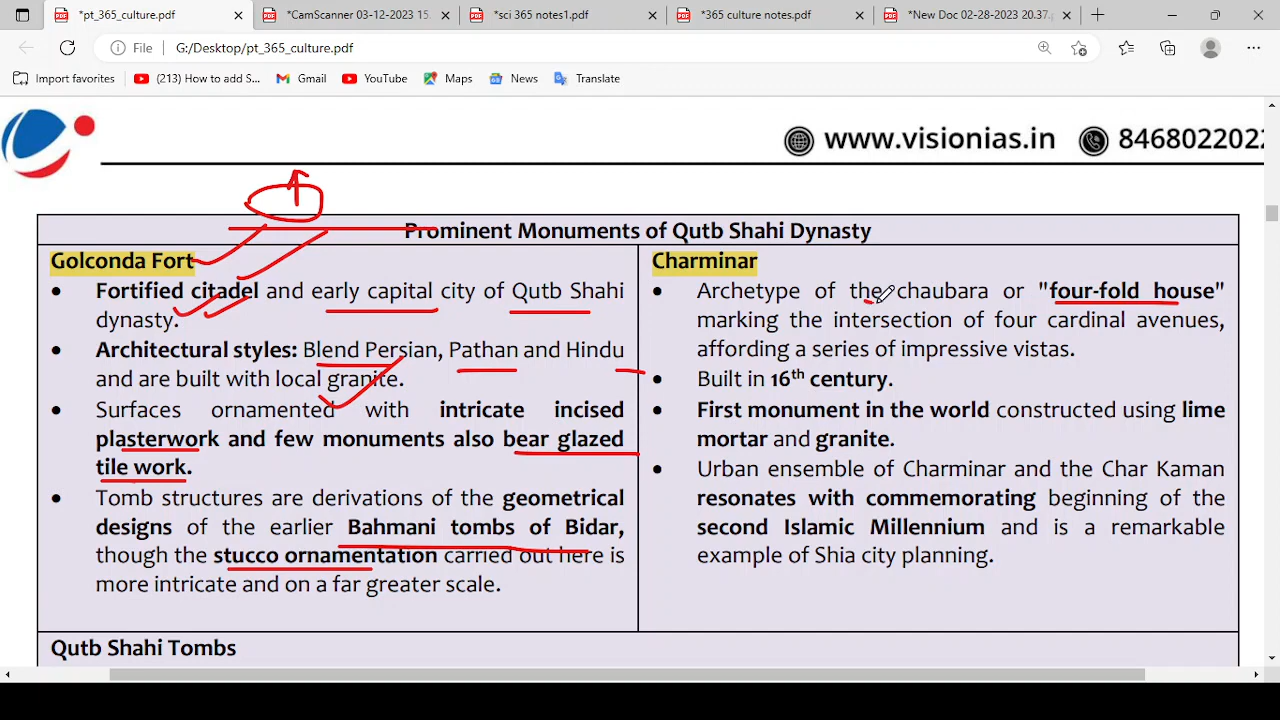 *pt_365_culture.pdf
*CamScanner 03-12-2023 15.
*sci 365 notes1.pdf
*365 culture notes.pdf
*New Doc 02-28-2023 20.37.p
File
G:/Desktop/pt_365_culture.pdf
Import favorites
(213) How to add S...
Gmail
YouTube
Maps
News
Translate
www.visionias.in
8468022022
Prominent Monuments of Qutb Shahi Dynasty
Golconda Fort
• Fortified citadel and early capital city of Qutb Shahi
dynasty.
• Architectural styles: Blend Persian, Pathan and Hindu
and are built with local granite.
• Surfaces ornamented with intricate incised
plasterwork and few monuments also bear glazed
tile work.
• Tomb structures are derivations of the geometrical
designs of the earlier Bahmani tombs of Bidar,
though the stucco ornamentation carried out here is
more intricate and on a far greater scale.
Charminar
• Archetype of the chaubara or "four-fold house"
marking the intersection of four cardinal avenues,
affording a series of impressive vistas.
• Built in 16th century.
• First monument in the world constructed using lime
mortar and granite.
• Urban ensemble of Charminar and the Char Kaman
resonates with commemorating beginning of the
second Islamic Millennium and is a remarkable
example of Shia city planning.
Qutb Shahi Tombs